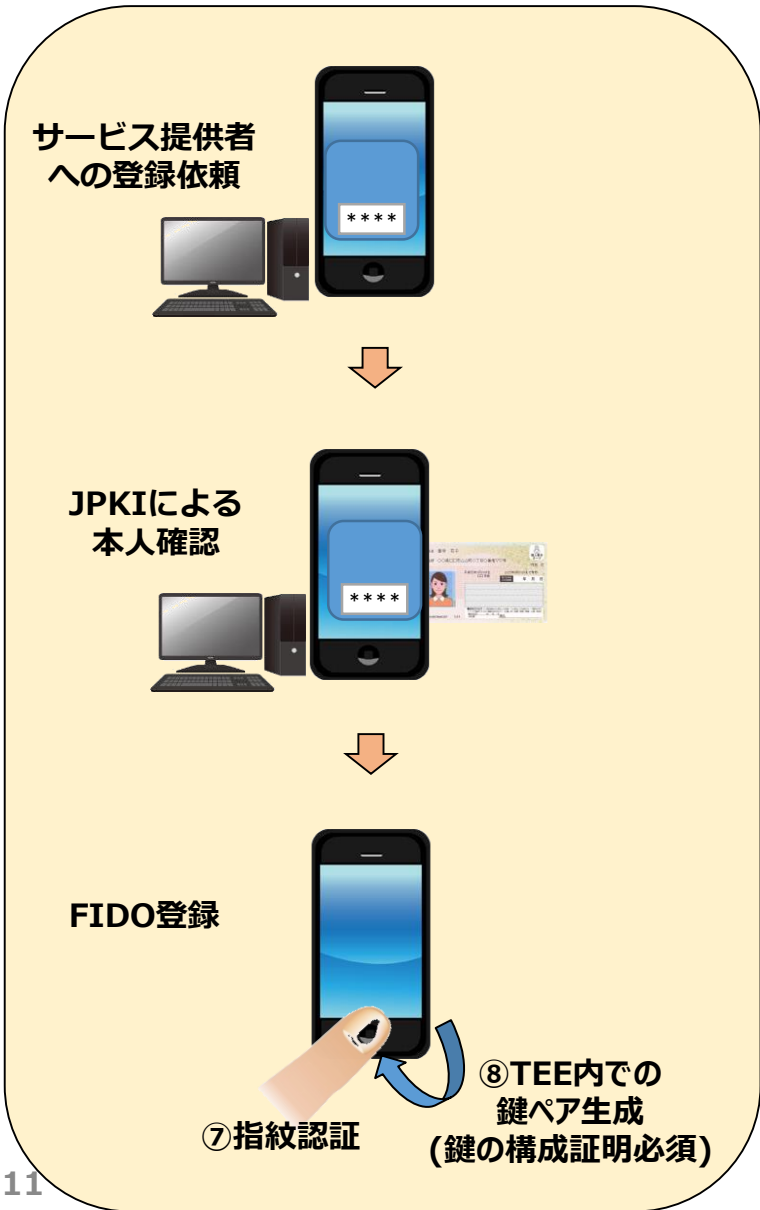 サービス提供者
への登録依頼
****
JPKIによる
本人確認
****
FIDO登録
⑧TEE内での
鍵ペア生成
(鍵の構成証明必須)
⑦指紋認証
11